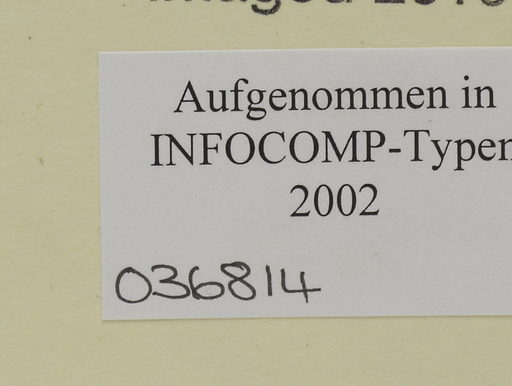 Aufgenommen in
INFOCOMP-Typen
2002
036814